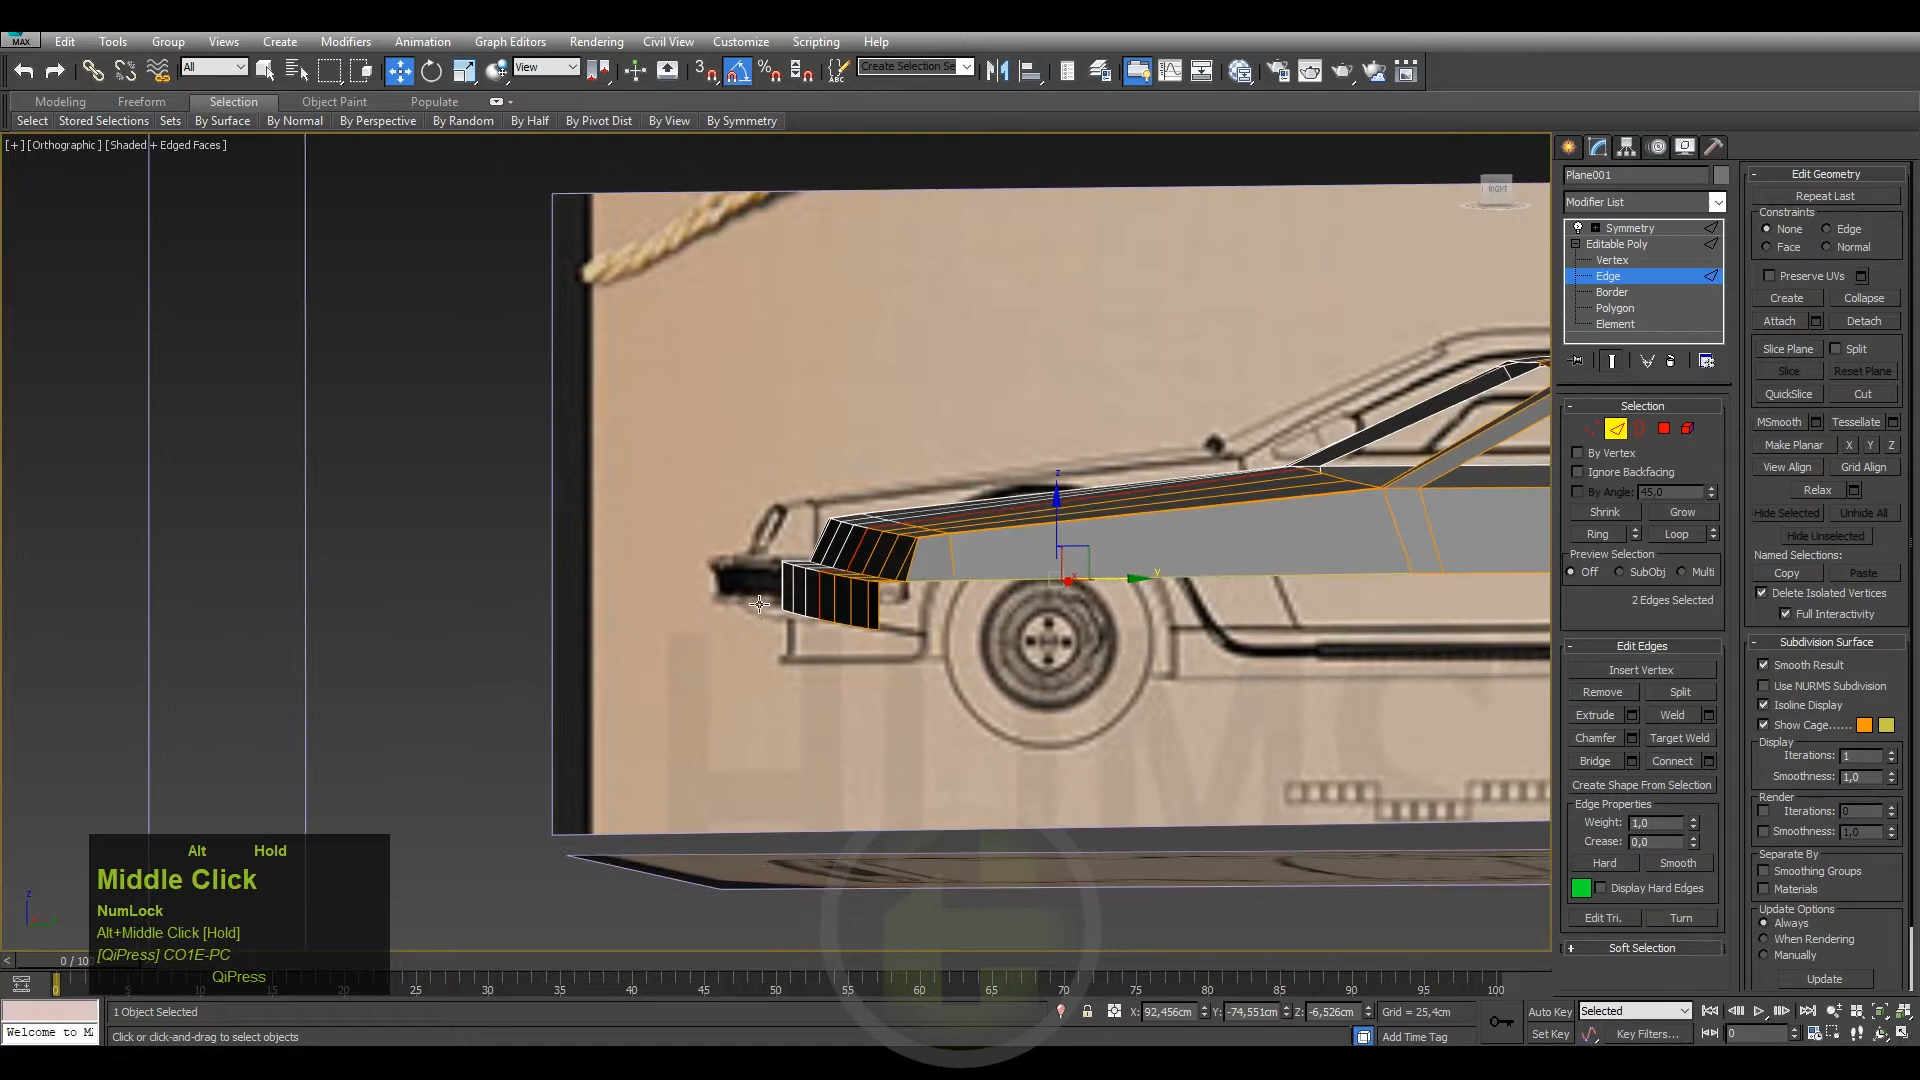 MAX Edit Tools Group Views Create Modifiers Animation Graph Editors Rendering Civil View Customize Scripting Help
All View Create Selection Se
3 % ABC
Modeling Freeform Selection Object Paint Populate
Select Stored Selections Sets By Surface By Normal By Perspective By Random By Half By Pivot Dist By View By Symmetry
[+] [Orthographic ] [Shaded + Edged Faces ]
RIGHT
z
y
x
HUM3
z
Alt Hold
Middle Click
NumLock
Alt+Middle Click [Hold]
[QiPress] CO1E-PC
QiPress
Plane001
Modifier List
Symmetry
Editable Poly
Vertex
Edge
Border
Polygon
Element
Selection
By Vertex
Ignore Backfacing
By Angle: 45,0
Shrink Grow
Ring Loop
Preview Selection
Off SubObj Multi
2 Edges Selected
Edit Edges
Insert Vertex
Remove Split
Extrude Weld
Chamfer Target Weld
Bridge Connect
Create Shape From Selection
Edge Properties
Weight: 1,0
Crease: 0,0
Hard Smooth
Display Hard Edges
Edit Tri. Turn
Soft Selection
Edit Geometry
Repeat Last
Constraints
None Edge
Face Normal
Preserve UVs
Create Collapse
Attach Detach
Slice Plane Split
Slice Reset Plane
QuickSlice Cut
MSmooth Tessellate
Make Planar X Y Z
View Align Grid Align
Relax
Hide Selected Unhide All
Hide Unselected
Named Selections:
Copy Paste
Delete Isolated Vertices
Full Interactivity
Subdivision Surface
Smooth Result
Use NURMS Subdivision
Isoline Display
Show Cage......
Display
Iterations: 1
Smoothness: 1,0
Render
Iterations: 0
Smoothness: 1,0
Separate By
Smoothing Groups
Materials
Update Options
Always
When Rendering
Manually
Update
0 / 100
0 5 10 15 20 25 30 35 40 45 50 55 60 65 70 75 80 85 90 95 100
1 Object Selected X: 92,456cm Y: -74,551cm Z: -6,526cm Grid = 25,4cm Auto Key Selected
Welcome to M Click or click-and-drag to select objects Add Time Tag Set Key Key Filters... 0